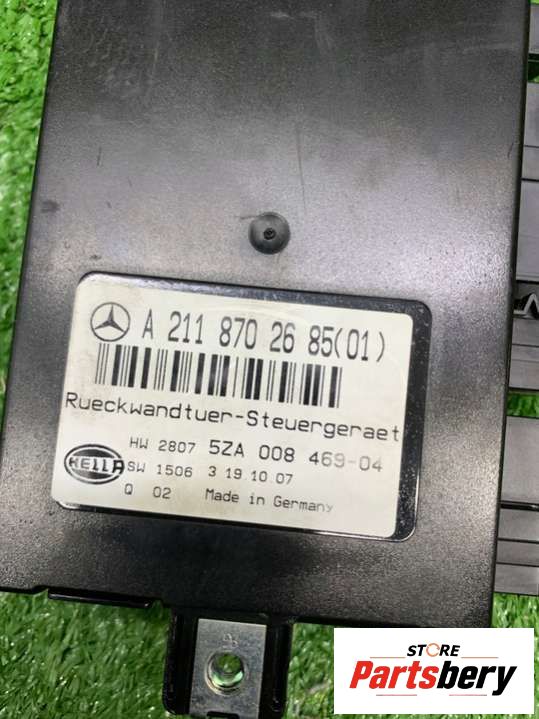 A 211 870 26 85(01)
Rueckwandtuer-Steuergeraet
HW 2807 5ZA 008 469-04
HELLA
SW 1506 3 19.10.07
Q 02 Made in Germany
STORE
Partsbery